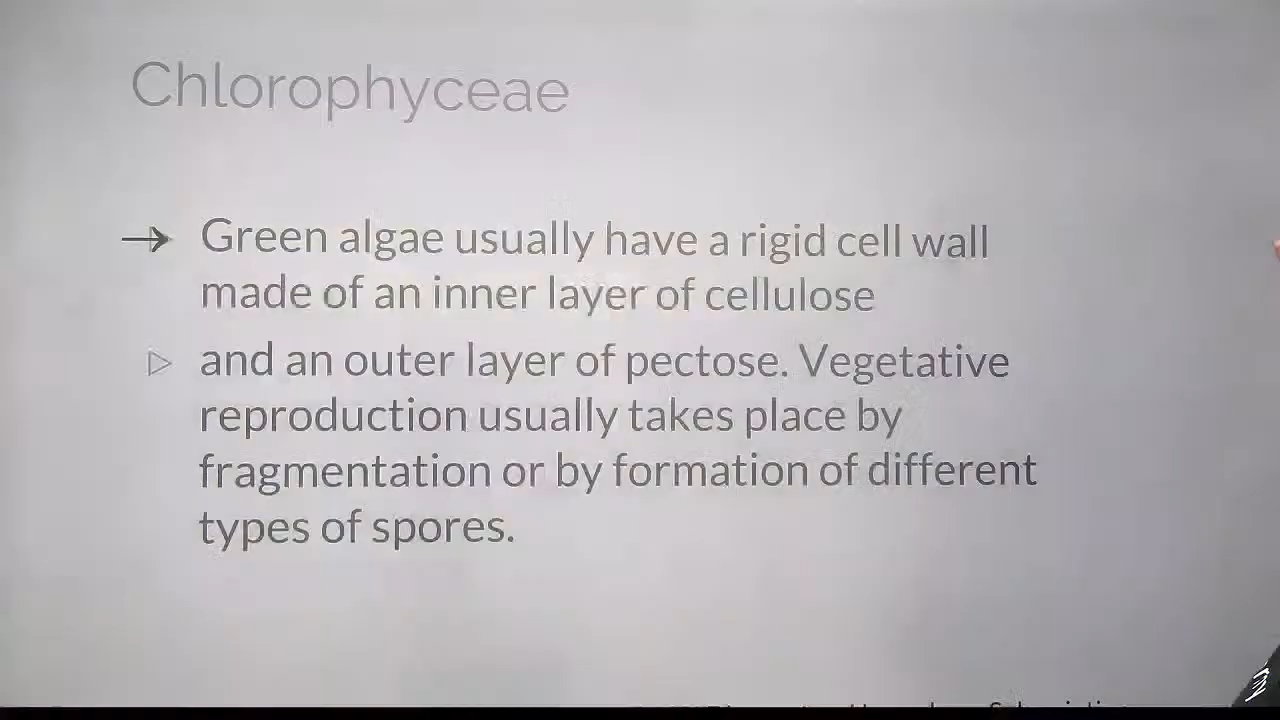 Chlorophyceae
→ Green algae usually have a rigid cell wall
made of an inner layer of cellulose
▷ and an outer layer of pectose. Vegetative
reproduction usually takes place by
fragmentation or by formation of different
types of spores.